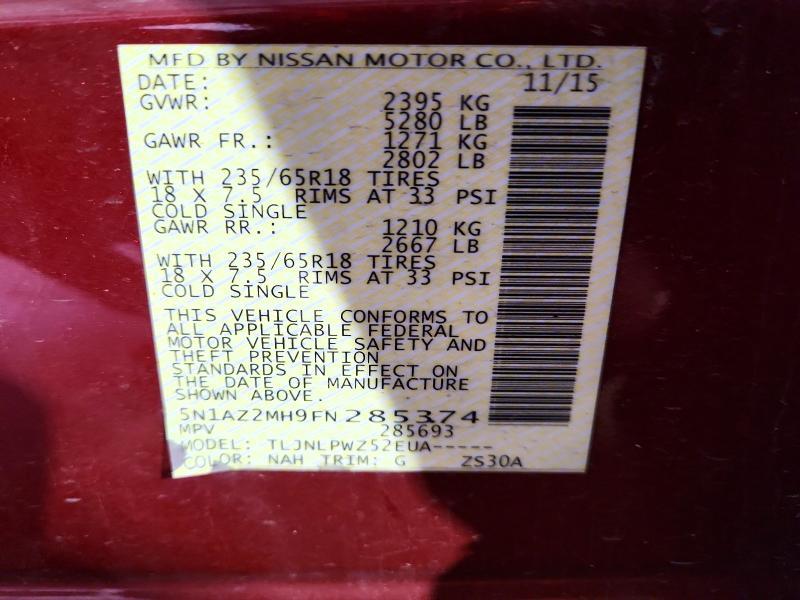 MFD BY NISSAN MOTOR CO., LTD.
DATE: 11/15
GVWR: 2395 KG
5280 LB
GAWR FR.: 1271 KG
2802 LB
WITH 235/65R18 TIRES
18 X 7.5 RIMS AT 33 PSI
COLD SINGLE
GAWR RR.: 1210 KG
2667 LB
WITH 235/65R18 TIRES
18 X 7.5 RIMS AT 33 PSI
COLD SINGLE
THIS VEHICLE CONFORMS TO
ALL APPLICABLE FEDERAL
MOTOR VEHICLE SAFETY AND
THEFT PREVENTION
STANDARDS IN EFFECT ON
THE DATE OF MANUFACTURE
SHOWN ABOVE.
5N1AZ2MH9FN285374
MPV 285693
MODEL: TLJNLPWZ52EUA-----
COLOR: NAH TRIM: G ZS30A